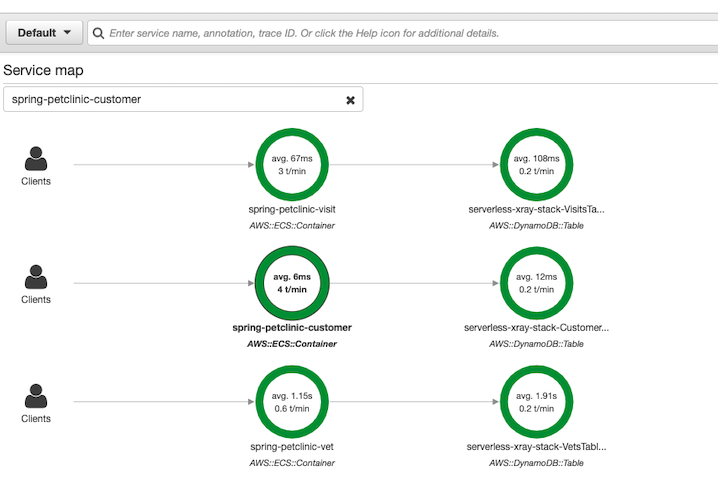 Default
Enter service name, annotation, trace ID. Or click the Help icon for additional details.
Service map
spring-petclinic-customer
Clients
avg. 67ms
3 t/min
spring-petclinic-visit
AWS::ECS::Container
avg. 108ms
0.2 t/min
serverless-xray-stack-VisitsTa...
AWS::DynamoDB::Table
Clients
avg. 6ms
4 t/min
spring-petclinic-customer
AWS::ECS::Container
avg. 12ms
0.2 t/min
serverless-xray-stack-Customer...
AWS::DynamoDB::Table
Clients
avg. 1.15s
0.6 t/min
spring-petclinic-vet
AWS::ECS::Container
avg. 1.91s
0.2 t/min
serverless-xray-stack-VetsTabl...
AWS::DynamoDB::Table